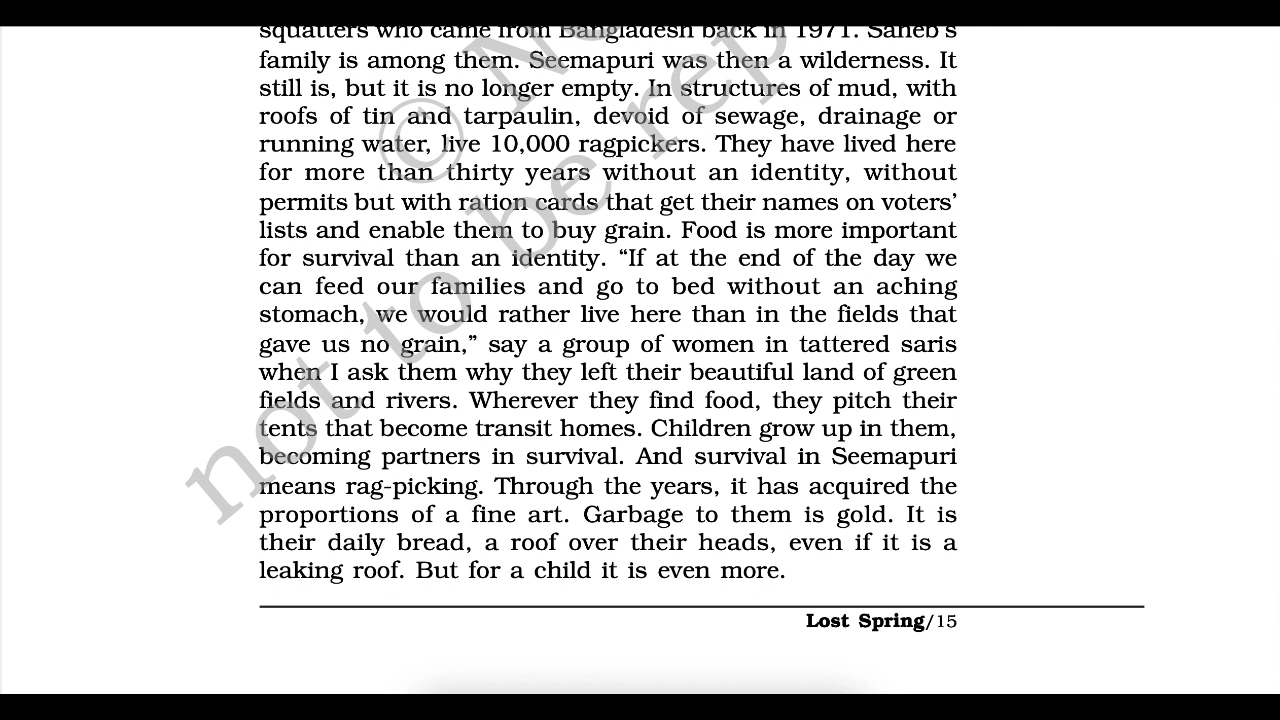 squatters who came from Bangladesh back in 1971. Saheb's
family is among them. Seemapuri was then a wilderness. It
still is, but it is no longer empty. In structures of mud, with
roofs of tin and tarpaulin, devoid of sewage, drainage or
running water, live 10,000 ragpickers. They have lived here
for more than thirty years without an identity, without
permits but with ration cards that get their names on voters’
lists and enable them to buy grain. Food is more important
for survival than an identity. “If at the end of the day we
can feed our families and go to bed without an aching
stomach, we would rather live here than in the fields that
gave us no grain,” say a group of women in tattered saris
when I ask them why they left their beautiful land of green
fields and rivers. Wherever they find food, they pitch their
tents that become transit homes. Children grow up in them,
becoming partners in survival. And survival in Seemapuri
means rag-picking. Through the years, it has acquired the
proportions of a fine art. Garbage to them is gold. It is
their daily bread, a roof over their heads, even if it is a
leaking roof. But for a child it is even more.
Lost Spring/15
© N
not to be rep